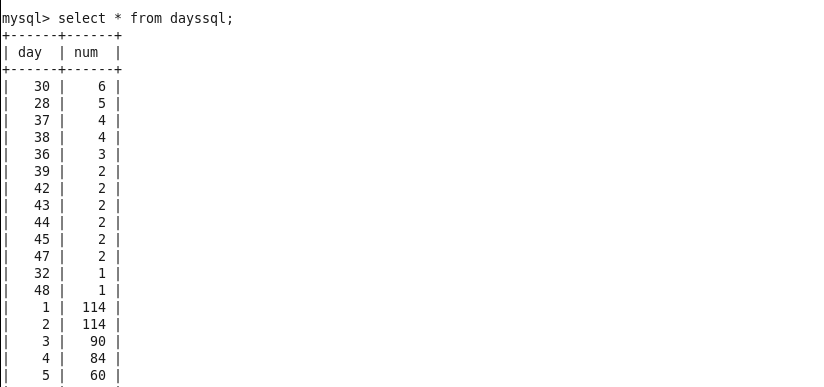 mysql> select * from dayssql;
+------+------+
| day  | num  |
+------+------+
|   30 |    6 |
|   28 |    5 |
|   37 |    4 |
|   38 |    4 |
|   36 |    3 |
|   39 |    2 |
|   42 |    2 |
|   43 |    2 |
|   44 |    2 |
|   45 |    2 |
|   47 |    2 |
|   32 |    1 |
|   48 |    1 |
|    1 |  114 |
|    2 |  114 |
|    3 |   90 |
|    4 |   84 |
|    5 |   60 |